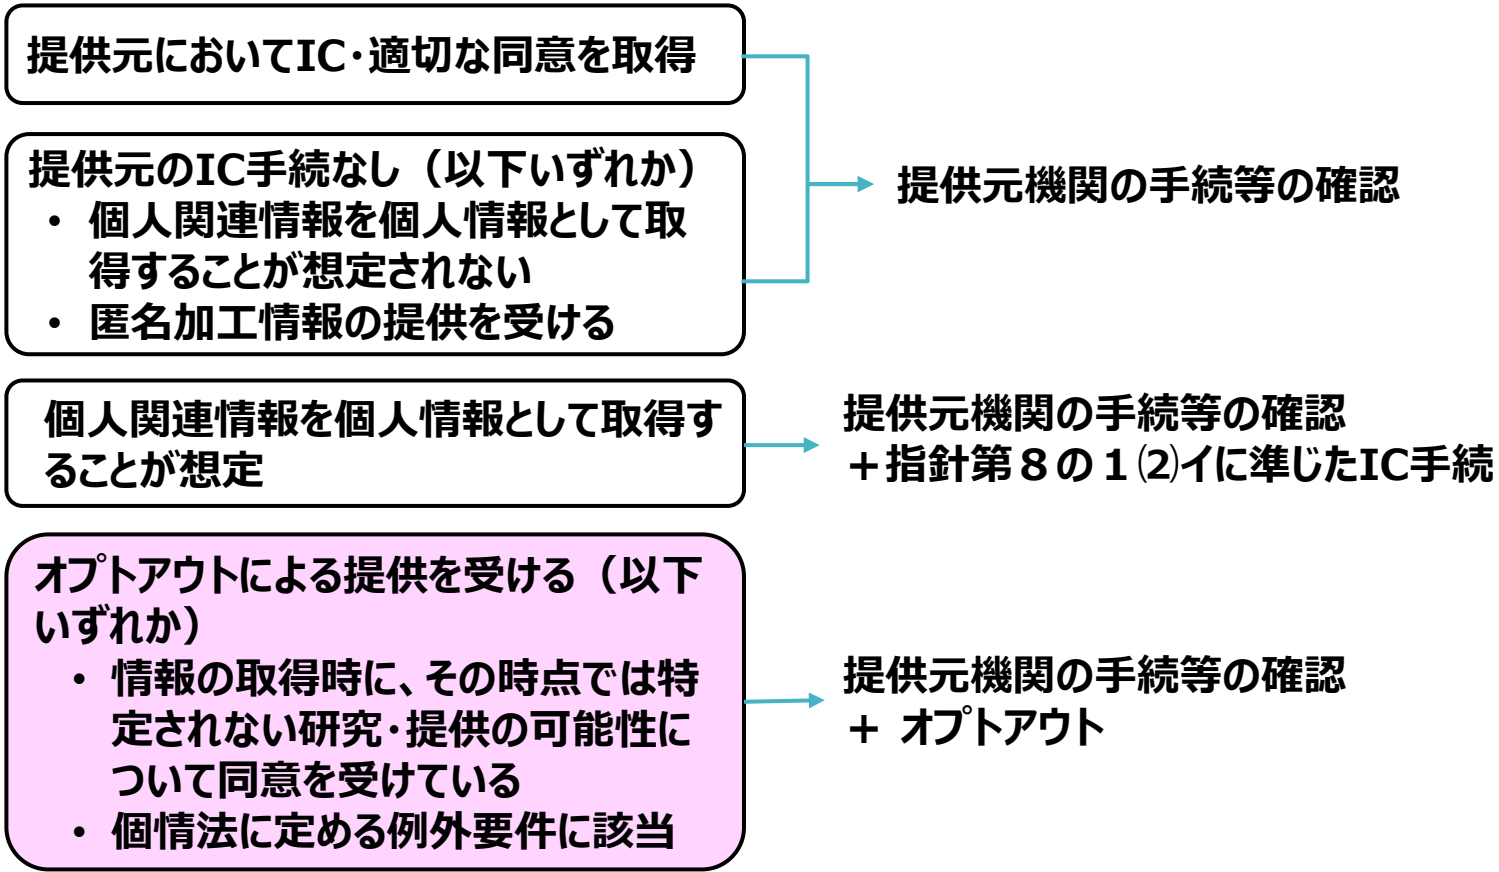 提供元においてIC・適切な同意を取得
提供元のIC手続なし（以下いずれか）
• 個人関連情報を個人情報として取
得することが想定されない
• 匿名加工情報の提供を受ける
提供元機関の手続等の確認
個人関連情報を個人情報として取得す
ることが想定
提供元機関の手続等の確認
＋指針第８の１⑵イに準じたIC手続
オプトアウトによる提供を受ける（以下
いずれか）
• 情報の取得時に、その時点では特
定されない研究・提供の可能性に
ついて同意を受けている
• 個情法に定める例外要件に該当
提供元機関の手続等の確認
＋ オプトアウト